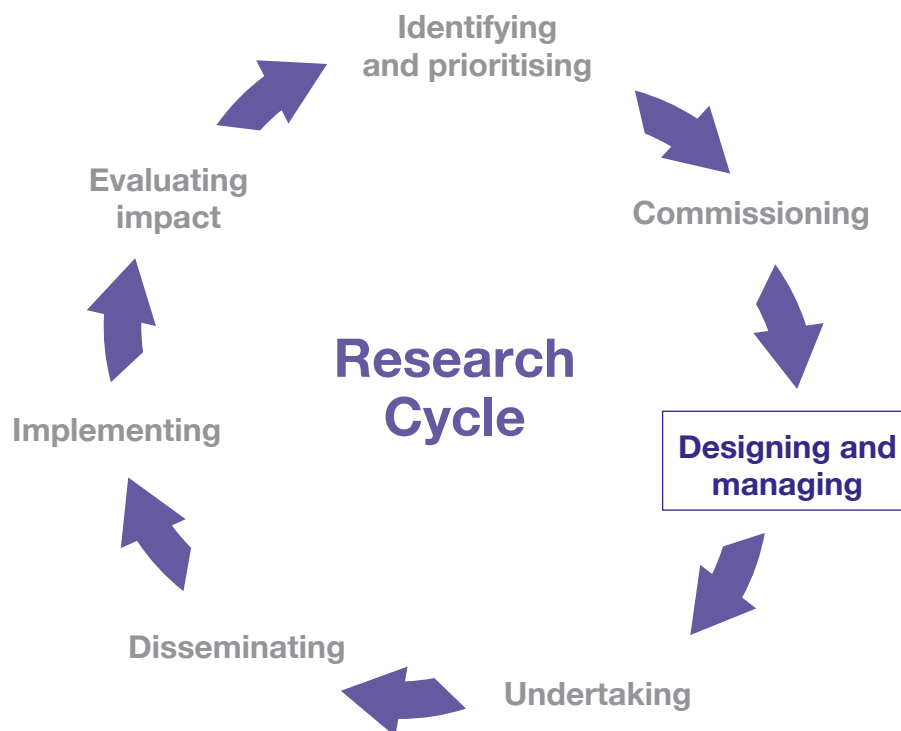 Identifying
and prioritising
Commissioning
Designing and
managing
Undertaking
Disseminating
Implementing
Evaluating
impact
Research
Cycle